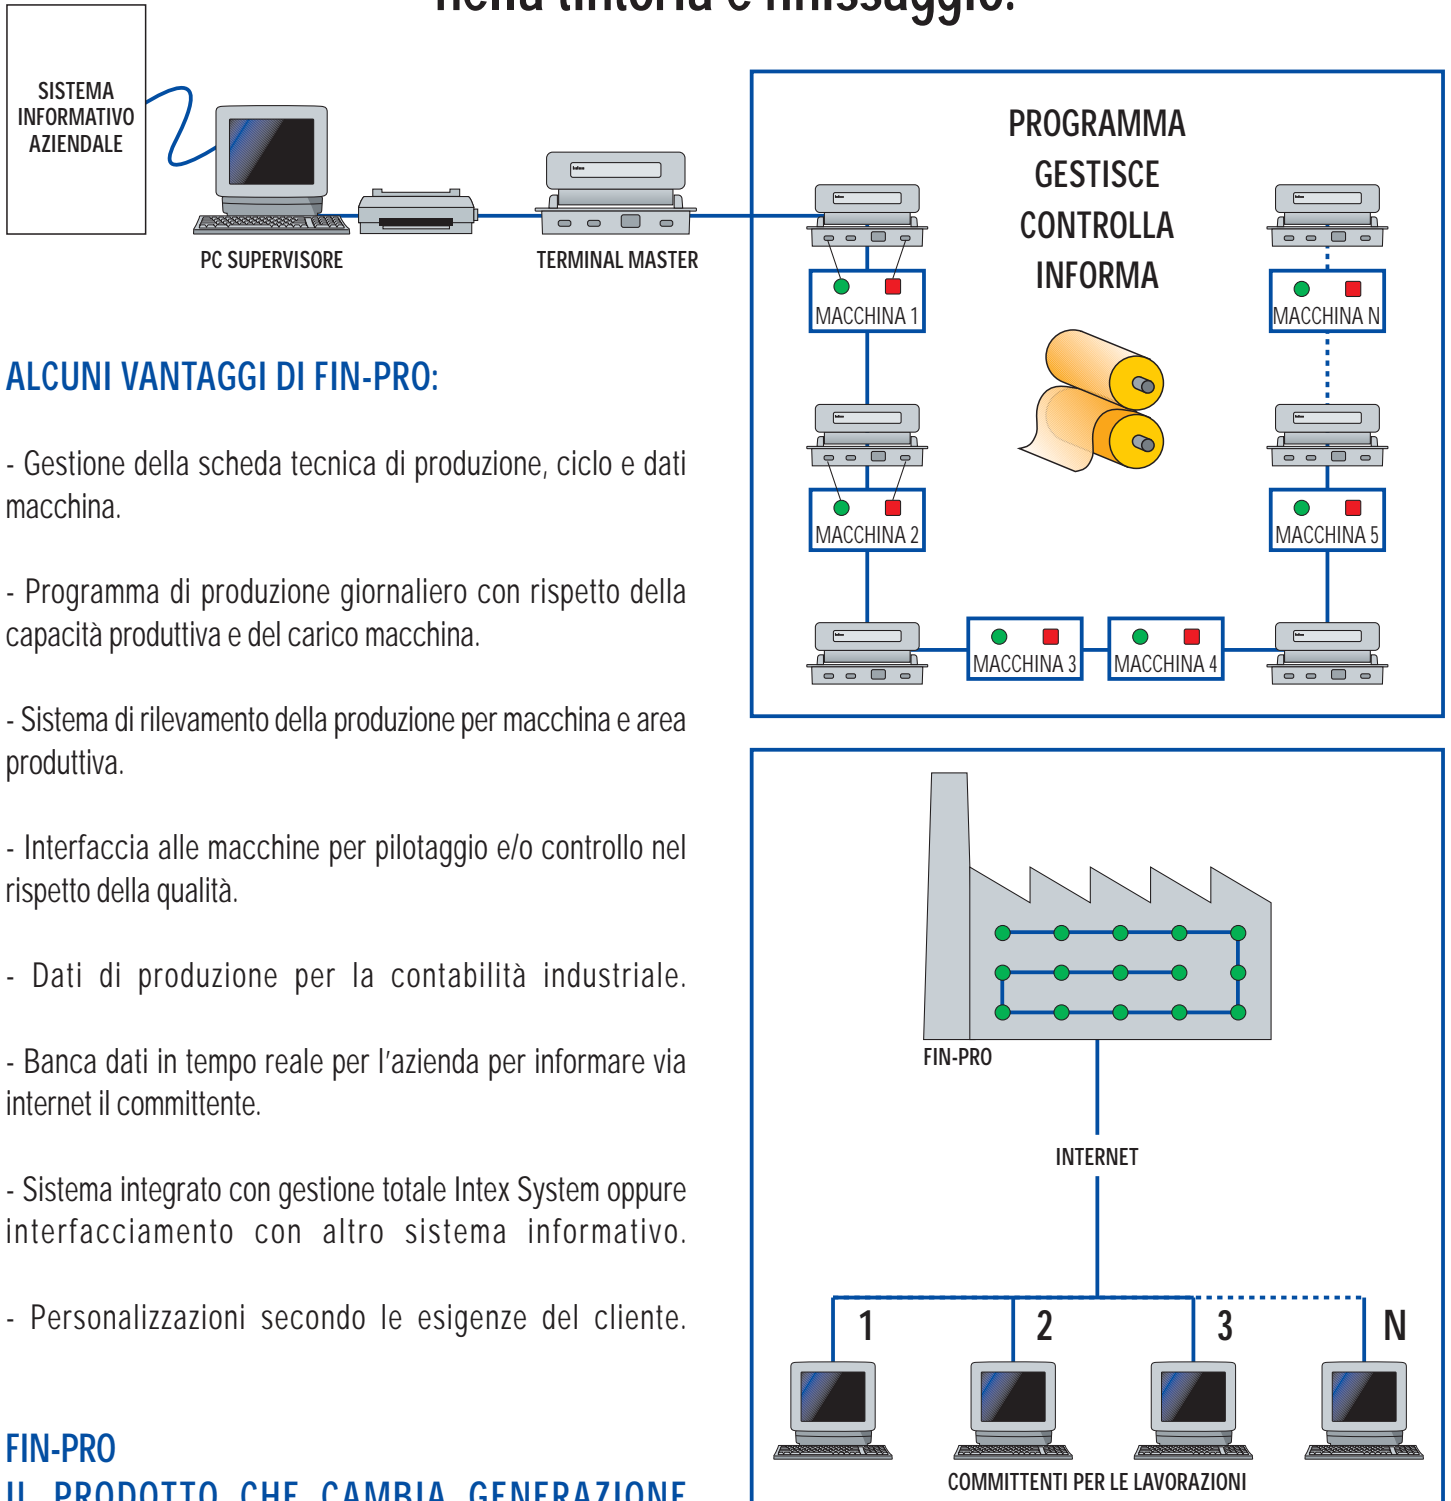 nella tintoria e finissaggio.
SISTEMA
INFORMATIVO
AZIENDALE
PC SUPERVISORE
TERMINAL MASTER
PROGRAMMA
GESTISCE
CONTROLLA
INFORMA
MACCHINA 1
MACCHINA N
MACCHINA 2
MACCHINA 5
MACCHINA 3
MACCHINA 4
ALCUNI VANTAGGI DI FIN-PRO:
- Gestione della scheda tecnica di produzione, ciclo e dati
macchina.
- Programma di produzione giornaliero con rispetto della
capacità produttiva e del carico macchina.
- Sistema di rilevamento della produzione per macchina e area
produttiva.
- Interfaccia alle macchine per pilotaggio e/o controllo nel
rispetto della qualità.
- Dati di produzione per la contabilità industriale.
- Banca dati in tempo reale per l'azienda per informare via
internet il committente.
- Sistema integrato con gestione totale Intex System oppure
interfacciamento con altro sistema informativo.
- Personalizzazioni secondo le esigenze del cliente.
FIN-PRO
IL PRODOTTO CHE CAMBIA GENERAZIONE
FIN-PRO
INTERNET
1
2
3
N
COMMITTENTI PER LE LAVORAZIONI